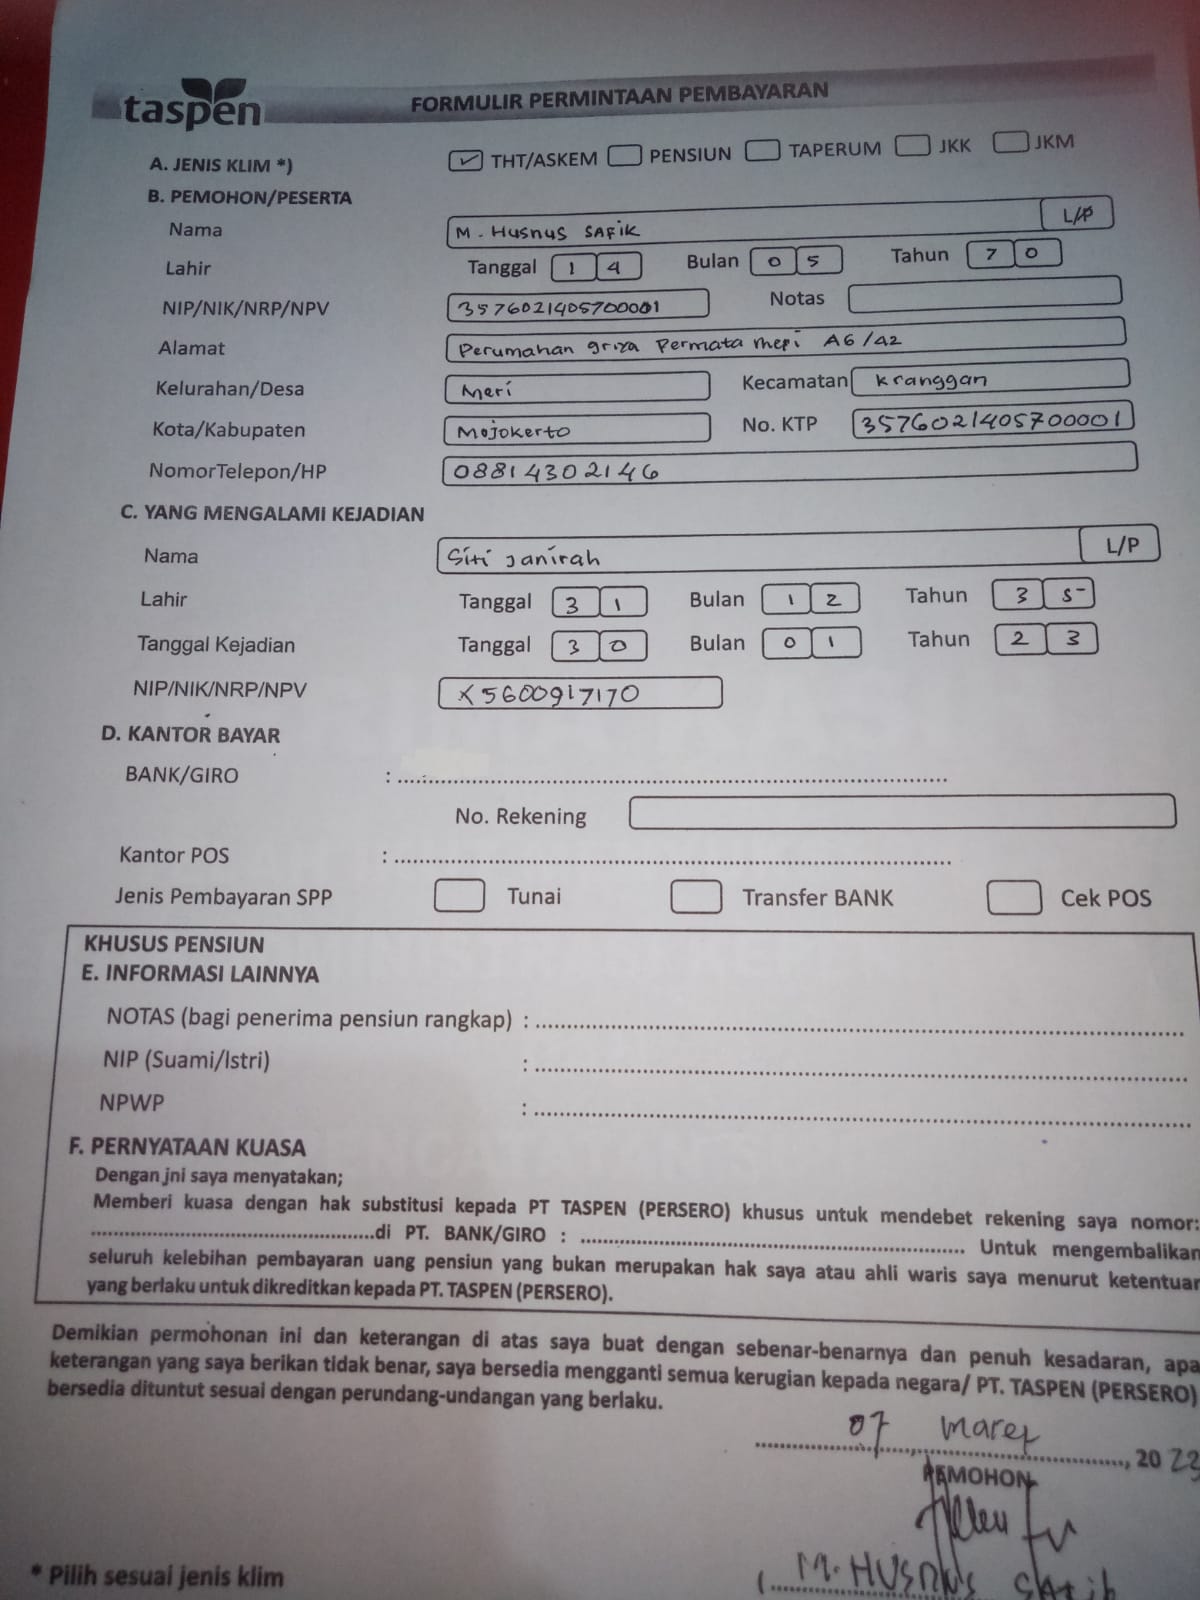 taspen
FORMULIR PERMINTAAN PEMBAYARAN
A. JENIS KLIM *) ✓ THT/ASKEM PENSIUN TAPERUM JKK JKM
B. PEMOHON/PESERTA
Nama M. Husnus SAFik L/P
Lahir Tanggal 1 4 Bulan 0 5 Tahun 7 0
NIP/NIK/NRP/NPV 3576021405700001 Notas
Alamat Perumahan griya Permata meri A6/42
Kelurahan/Desa Meri Kecamatan Kranggan
Kota/Kabupaten Mojokerto No. KTP 3576021405700001
NomorTelepon/HP 08814302146
C. YANG MENGALAMI KEJADIAN
Nama Siti Janirah L/P
Lahir Tanggal 3 1 Bulan 1 2 Tahun 3 5
Tanggal Kejadian Tanggal 3 0 Bulan 0 1 Tahun 2 3
NIP/NIK/NRP/NPV X5600917170
D. KANTOR BAYAR
BANK/GIRO :
No. Rekening
Kantor POS :
Jenis Pembayaran SPP Tunai Transfer BANK Cek POS
KHUSUS PENSIUN
E. INFORMASI LAINNYA
NOTAS (bagi penerima pensiun rangkap) :
NIP (Suami/Istri) :
NPWP :
F. PERNYATAAN KUASA
Dengan jni saya menyatakan;
Memberi kuasa dengan hak substitusi kepada PT TASPEN (PERSERO) khusus untuk mendebet rekening saya nomor:
di PT. BANK/GIRO : Untuk mengembalikan
seluruh kelebihan pembayaran uang pensiun yang bukan merupakan hak saya atau ahli waris saya menurut ketentuan
yang berlaku untuk dikreditkan kepada PT. TASPEN (PERSERO).
Demikian permohonan ini dan keterangan di atas saya buat dengan sebenar-benarnya dan penuh kesadaran, apa
keterangan yang saya berikan tidak benar, saya bersedia mengganti semua kerugian kepada negara/ PT. TASPEN (PERSERO)
bersedia dituntut sesuai dengan perundang-undangan yang berlaku.
07 maret, 2023
PEMOHON
M. HUSNUS SAFik
* Pilih sesuai jenis klim